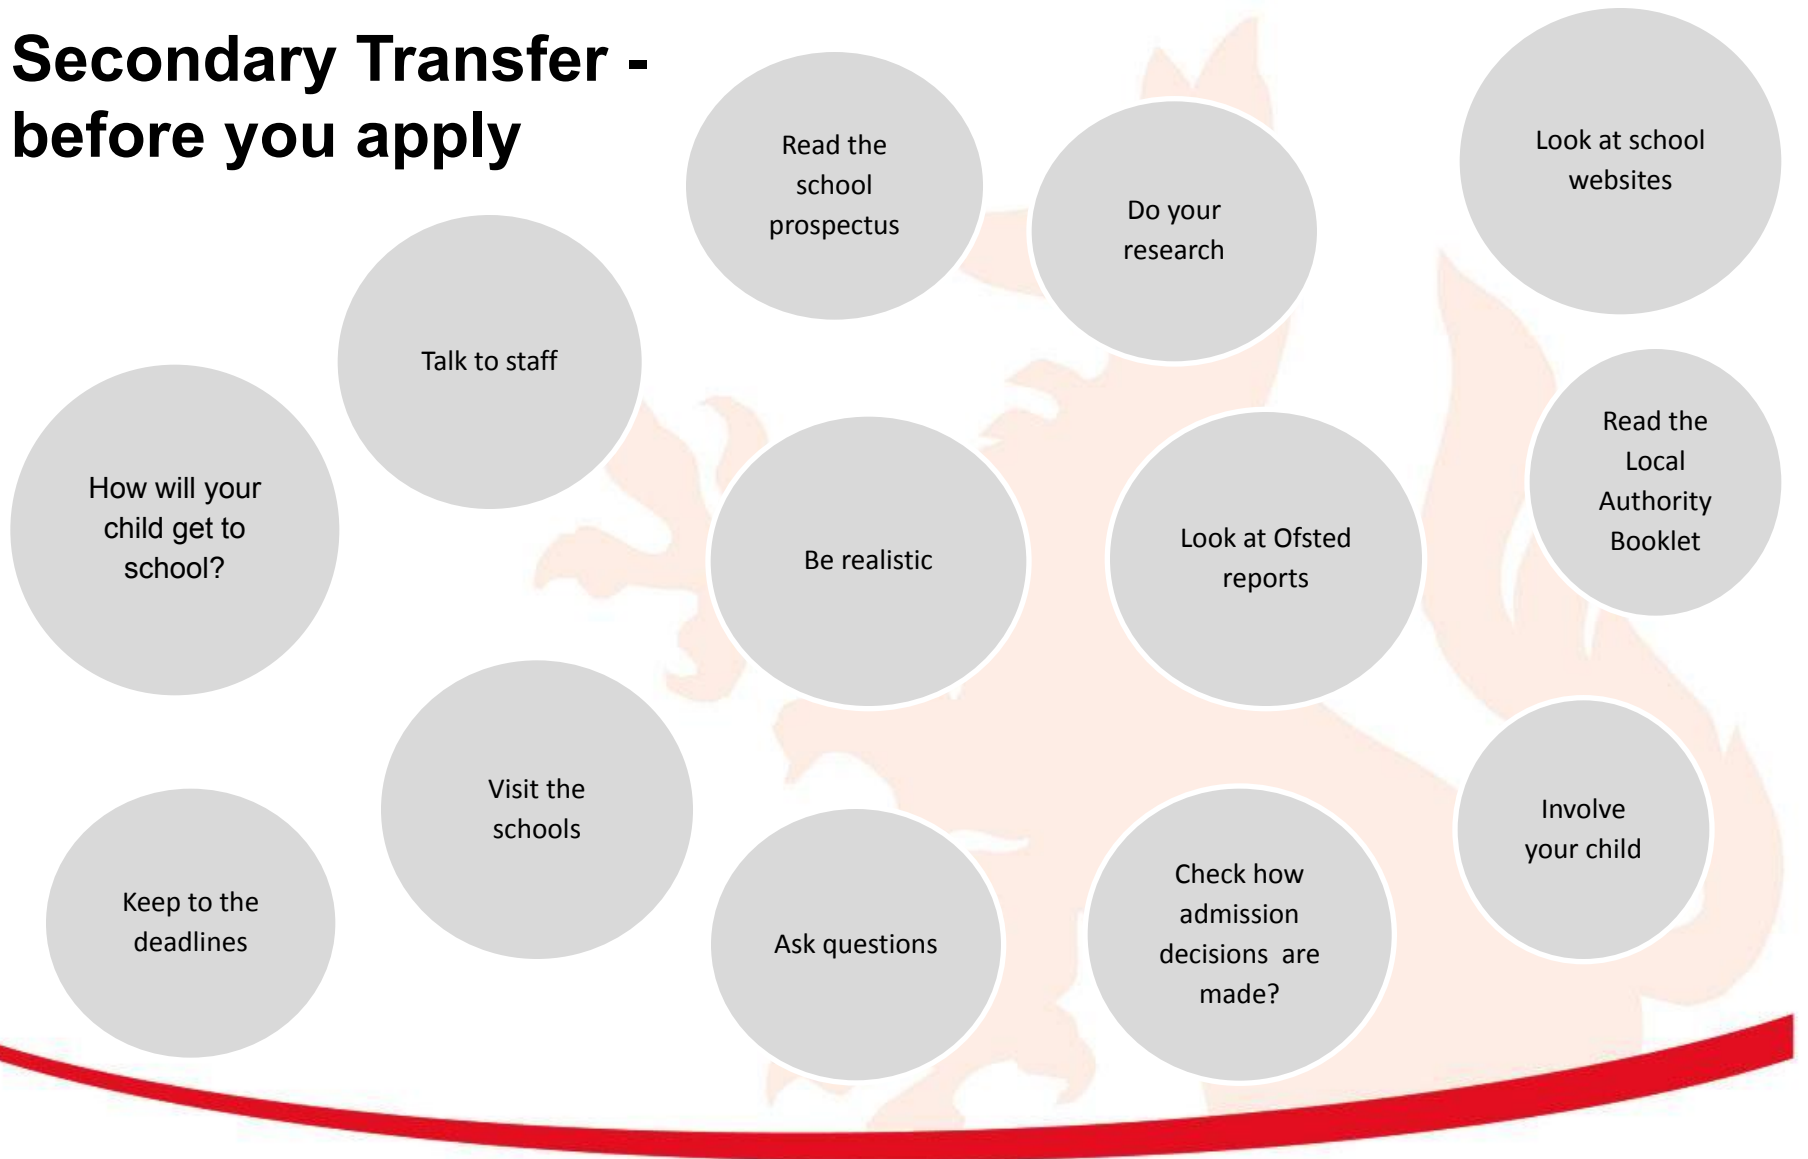 Secondary Transfer -
before you apply
Read the
school
prospectus
Do your
research
Look at school
websites
Talk to staff
How will your
child get to
school?
Be realistic
Look at Ofsted
reports
Read the
Local
Authority
Booklet
Visit the
schools
Keep to the
deadlines
Ask questions
Check how
admission
decisions  are
made?
Involve
your child